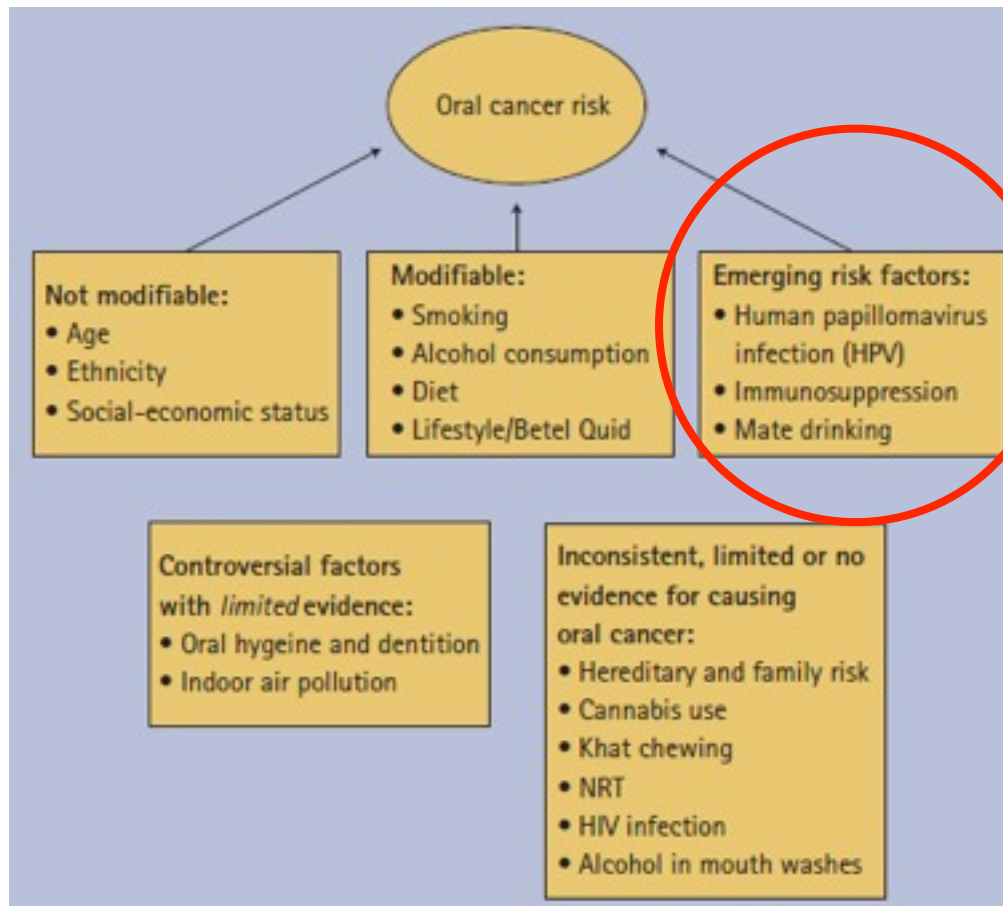 Oral cancer risk
Not modifiable:
• Age
• Ethnicity
• Social-economic status
Modifiable:
• Smoking
• Alcohol consumption
• Diet
• Lifestyle/Betel Quid
Emerging risk factors:
• Human papillomavirus
infection (HPV)
• Immunosuppression
• Mate drinking
Controversial factors
with limited evidence:
• Oral hygeine and dentition
• Indoor air pollution
Inconsistent, limited or no
evidence for causing
oral cancer:
• Hereditary and family risk
• Cannabis use
• Khat chewing
• NRT
• HIV infection
• Alcohol in mouth washes